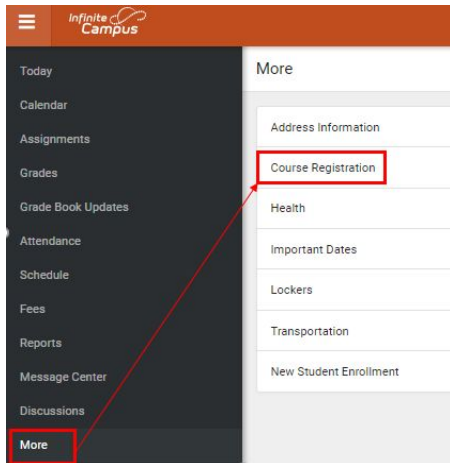 Infinite
Campus
Today
Calendar
Assignments
Grades
Grade Book Updates
Attendance
Schedule
Fees
Reports
Message Center
Discussions
More
More
Address Information
Course Registration
Health
Important Dates
Lockers
Transportation
New Student Enrollment